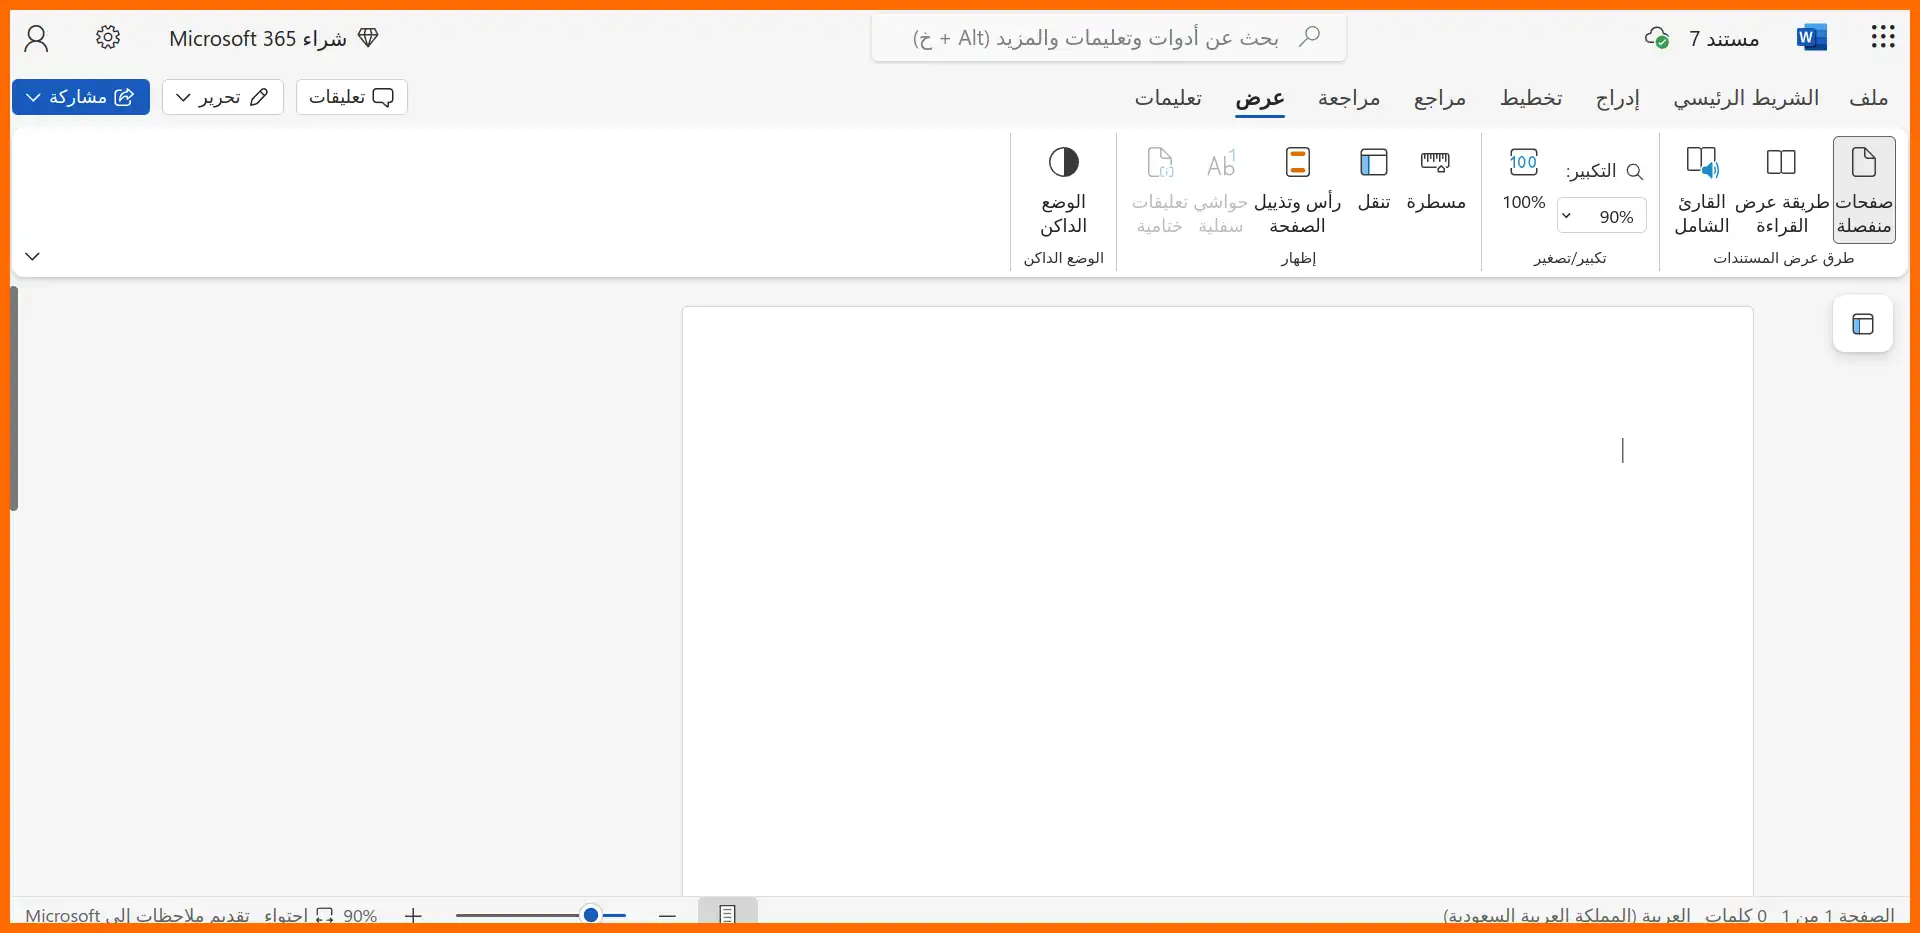 مستند 7
بحث عن أدوات وتعليمات والمزيد (Alt + خ)
شراء Microsoft 365
ملف
الشريط الرئيسي
إدراج
تخطيط
مراجع
مراجعة
عرض
تعليمات
تعليقات
تحرير
مشاركة
صفحات
منفصلة
طريقة عرض
القراءة
القارئ
الشامل
طرق عرض المستندات
التكبير:
90%
100
100%
تكبير/تصغير
مسطرة
تنقل
رأس وتذييل
الصفحة
حواشي
سفلية
تعليقات
ختامية
إظهار
الوضع
الداكن
الوضع الداكن
الصفحة 1 من 1
0 كلمات
العربية (المملكة العربية السعودية)
90%
احتواء
تقديم ملاحظات إلى Microsoft